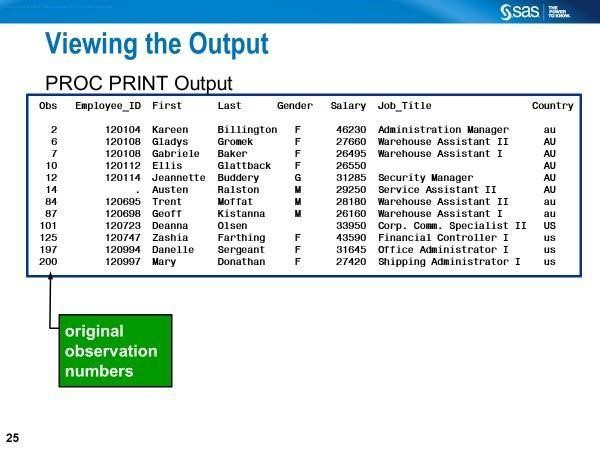 sas THE POWER TO KNOW.
Viewing the Output
PROC PRINT Output
Obs Employee_ID First Last Gender Salary Job_Title Country
2 120104 Kareen Billington F 46230 Administration Manager au
6 120108 Gladys Gromek F 27660 Warehouse Assistant II AU
7 120108 Gabriele Baker F 26495 Warehouse Assistant I AU
10 120112 Ellis Glattback F 26550 AU
12 120114 Jeannette Buddery G 31285 Security Manager AU
14 . Austen Ralston M 29250 Service Assistant II AU
84 120695 Trent Moffat M 28180 Warehouse Assistant II au
87 120698 Geoff Kistanna M 26160 Warehouse Assistant I au
101 120723 Deanna Olsen 33950 Corp. Comm. Specialist II US
125 120747 Zashia Farthing F 43590 Financial Controller I us
197 120994 Danelle Sergeant F 31645 Office Administrator I us
200 120997 Mary Donathan F 27420 Shipping Administrator I us
original
observation
numbers
25